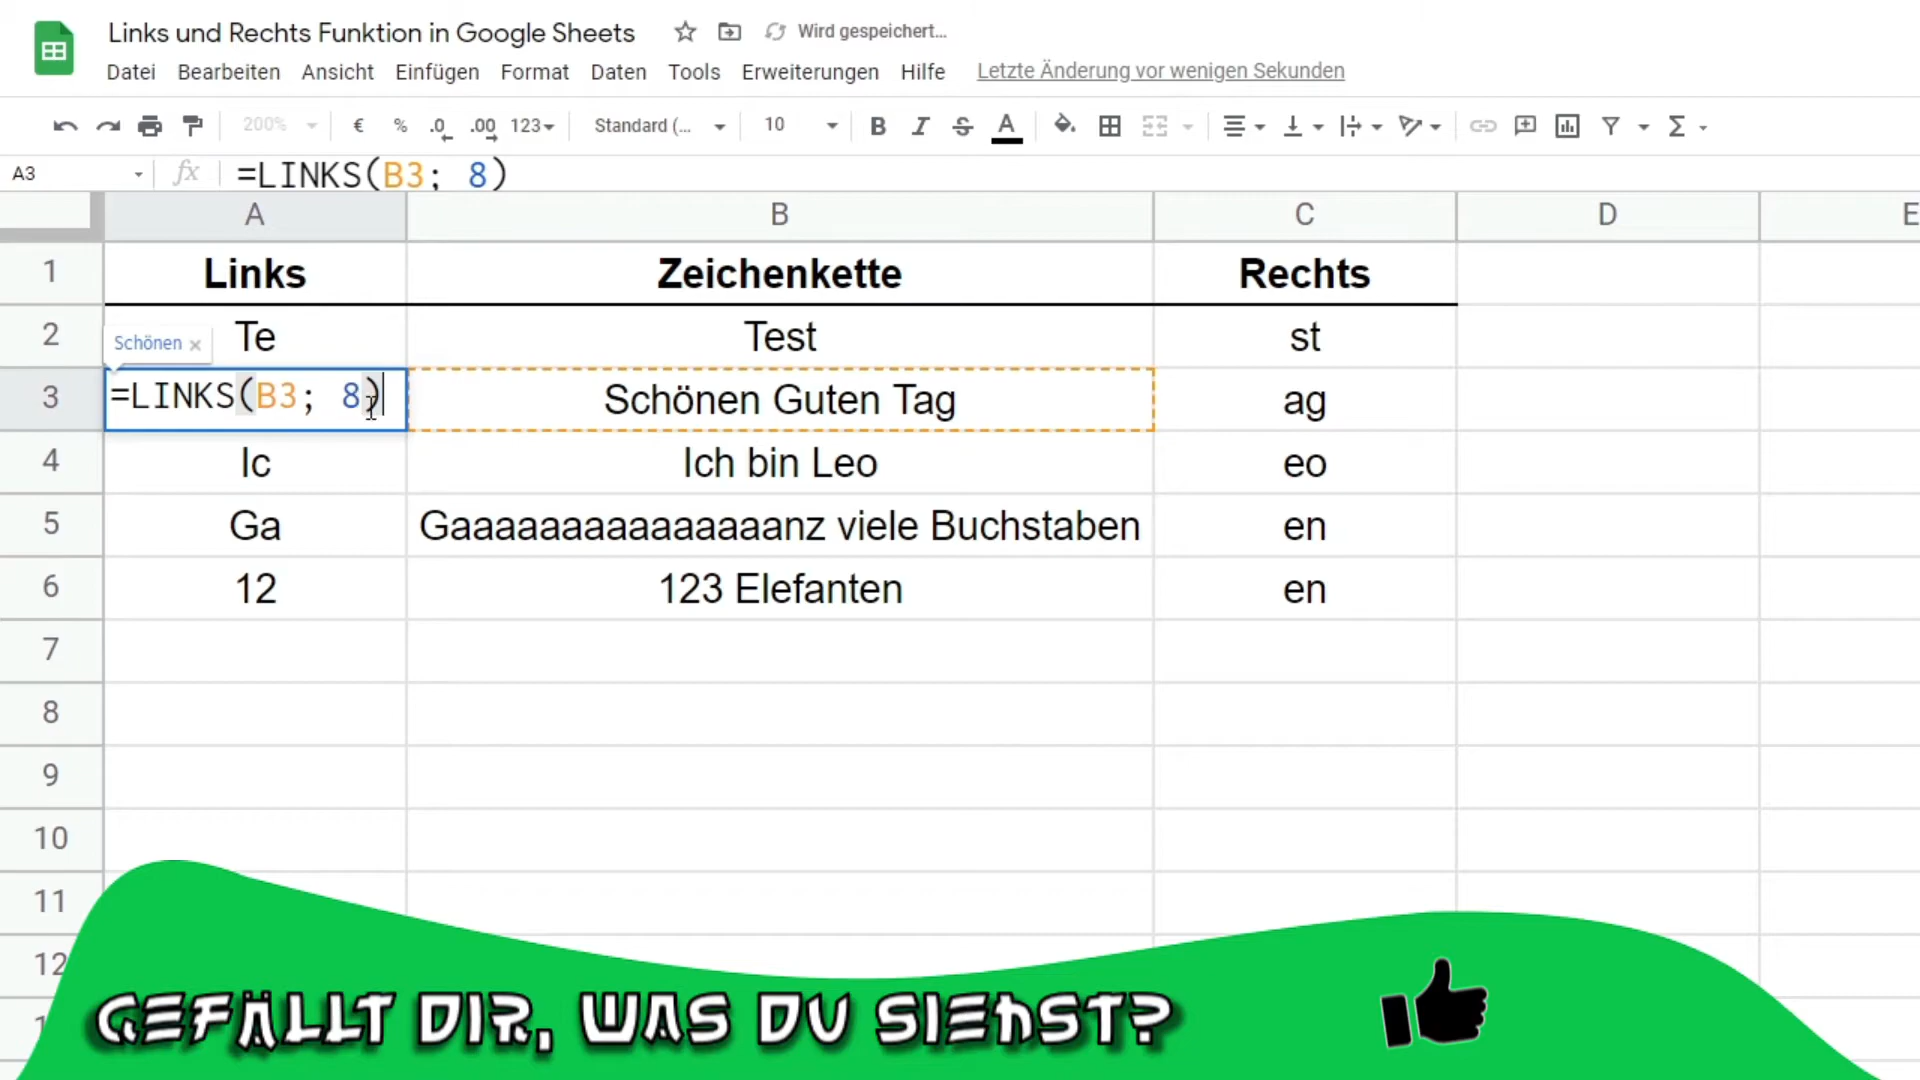 Links und Rechts Funktion in Google Sheets Wird gespeichert...
Datei Bearbeiten Ansicht Einfügen Format Daten Tools Erweiterungen Hilfe Letzte Änderung vor wenigen Sekunden
200% € % .0 .00 123 Standard (... 10 B I S A Σ
A3 fx =LINKS(B3; 8)
A B C D E
1 Links Zeichenkette Rechts
2 Te Test st
Schönen ×
3 =LINKS(B3; 8) Schönen Guten Tag ag
4 Ic Ich bin Leo eo
5 Ga Gaaaaaaaaaaaaaaanz viele Buchstaben en
6 12 123 Elefanten en
7
8
9
10
11
12
GEFÄLLT DIR, WAS DU SIEHST?